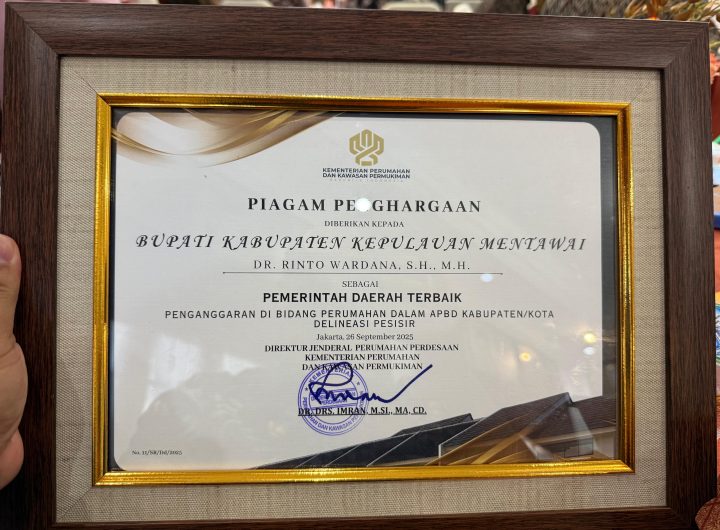 KEMENTERIAN PERUMAHAN
DAN KAWASAN PERMUKIMAN
PIAGAM PENGHARGAAN
DIBERIKAN KEPADA
BUPATI KABUPATEN KEPULAUAN MENTAWAI
DR. RINTO WARDANA, S.H., M.H.
SEBAGAI
PEMERINTAH DAERAH TERBAIK
PENGANGGARAN DI BIDANG PERUMAHAN DALAM APBD KABUPATEN/KOTA
DELINEASI PESISIR
Jakarta, 26 September 2025
DIREKTUR JENDERAL PERUMAHAN PERDESAAN
KEMENTERIAN PERUMAHAN
DAN KAWASAN PERMUKIMAN
DR. DRS. IMRAN, M.SI., MA, CD.